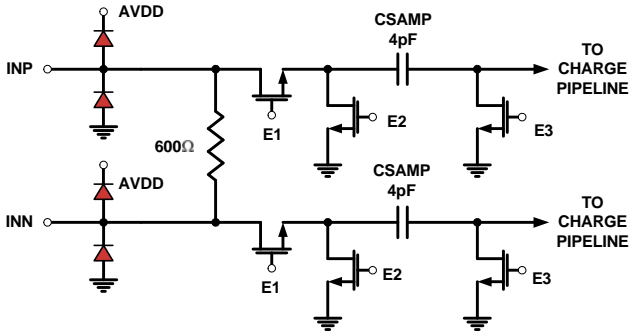 AVDD
CSAMP
4pF
TO
CHARGE
PIPELINE
INP
E1
E2
E3
600Ω
CSAMP
4pF
AVDD
TO
CHARGE
PIPELINE
INN
E1
E2
E3